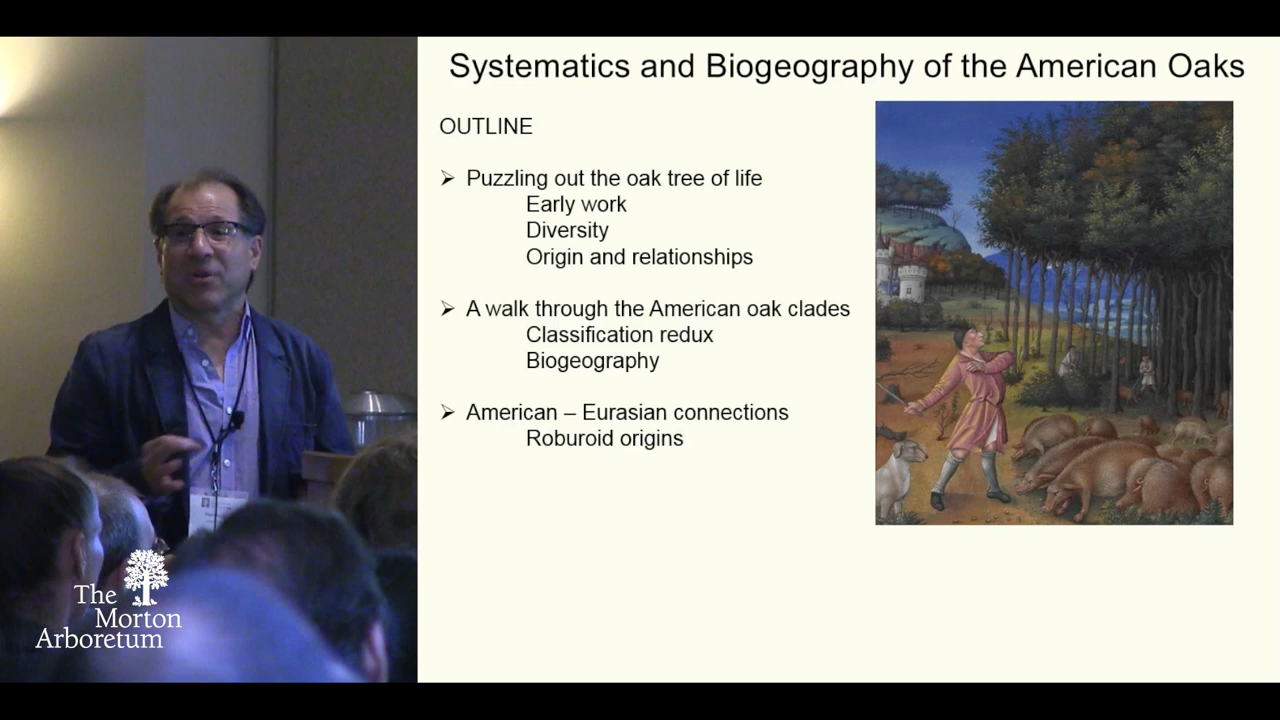 Systematics and Biogeography of the American Oaks
OUTLINE
➢ Puzzling out the oak tree of life
Early work
Diversity
Origin and relationships
➢ A walk through the American oak clades
Classification redux
Biogeography
➢ American – Eurasian connections
Roburoid origins
The
Morton
Arboretum